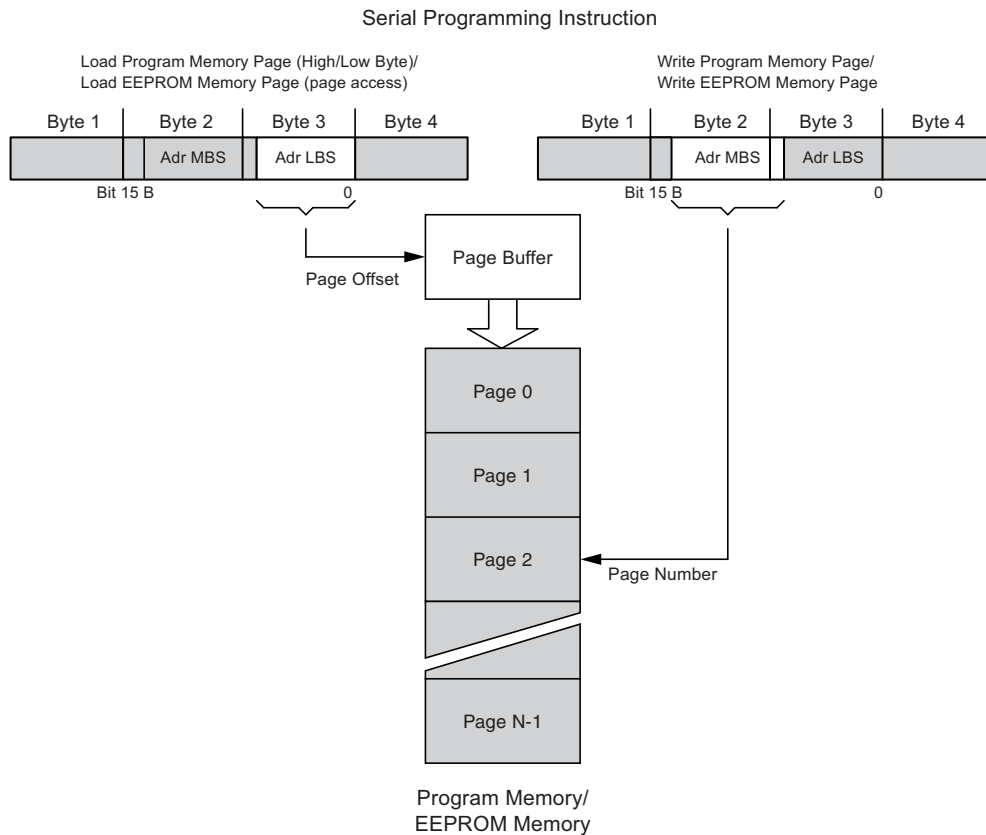 Serial Programming Instruction
Load Program Memory Page (High/Low Byte)/
Load EEPROM Memory Page (page access)
Write Program Memory Page/
Write EEPROM Memory Page
Byte 1 Byte 2 Byte 3 Byte 4
Byte 1 Byte 2 Byte 3 Byte 4
Adr MBS Adr LBS
Adr MBS Adr LBS
Bit 15 B 0
Bit 15 B 0
Page Offset
Page Buffer
Page 0
Page 1
Page 2
Page Number
Page N-1
Program Memory/
EEPROM Memory